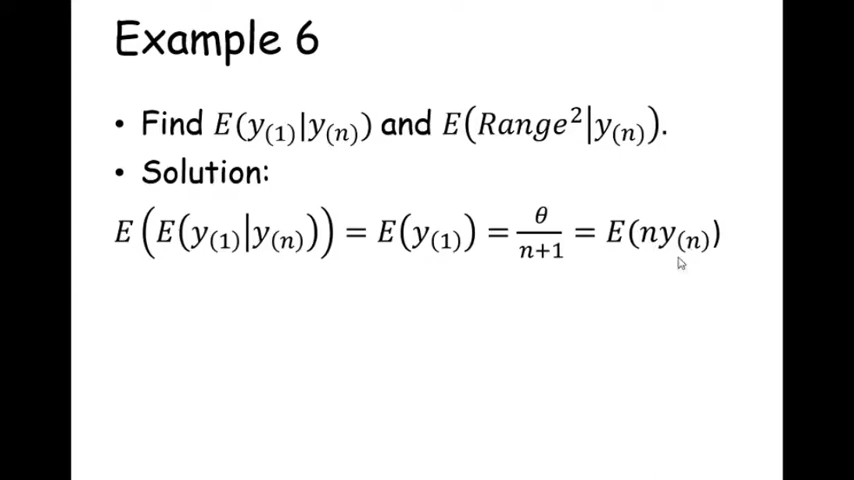 Example 6
• Find E(y₍₁₎|y₍ₙ₎) and E(Range²|y₍ₙ₎).
• Solution:
E(E(y₍₁₎|y₍ₙ₎)) = E(y₍₁₎) = θ/(n+1) = E(ny₍ₙ₎)